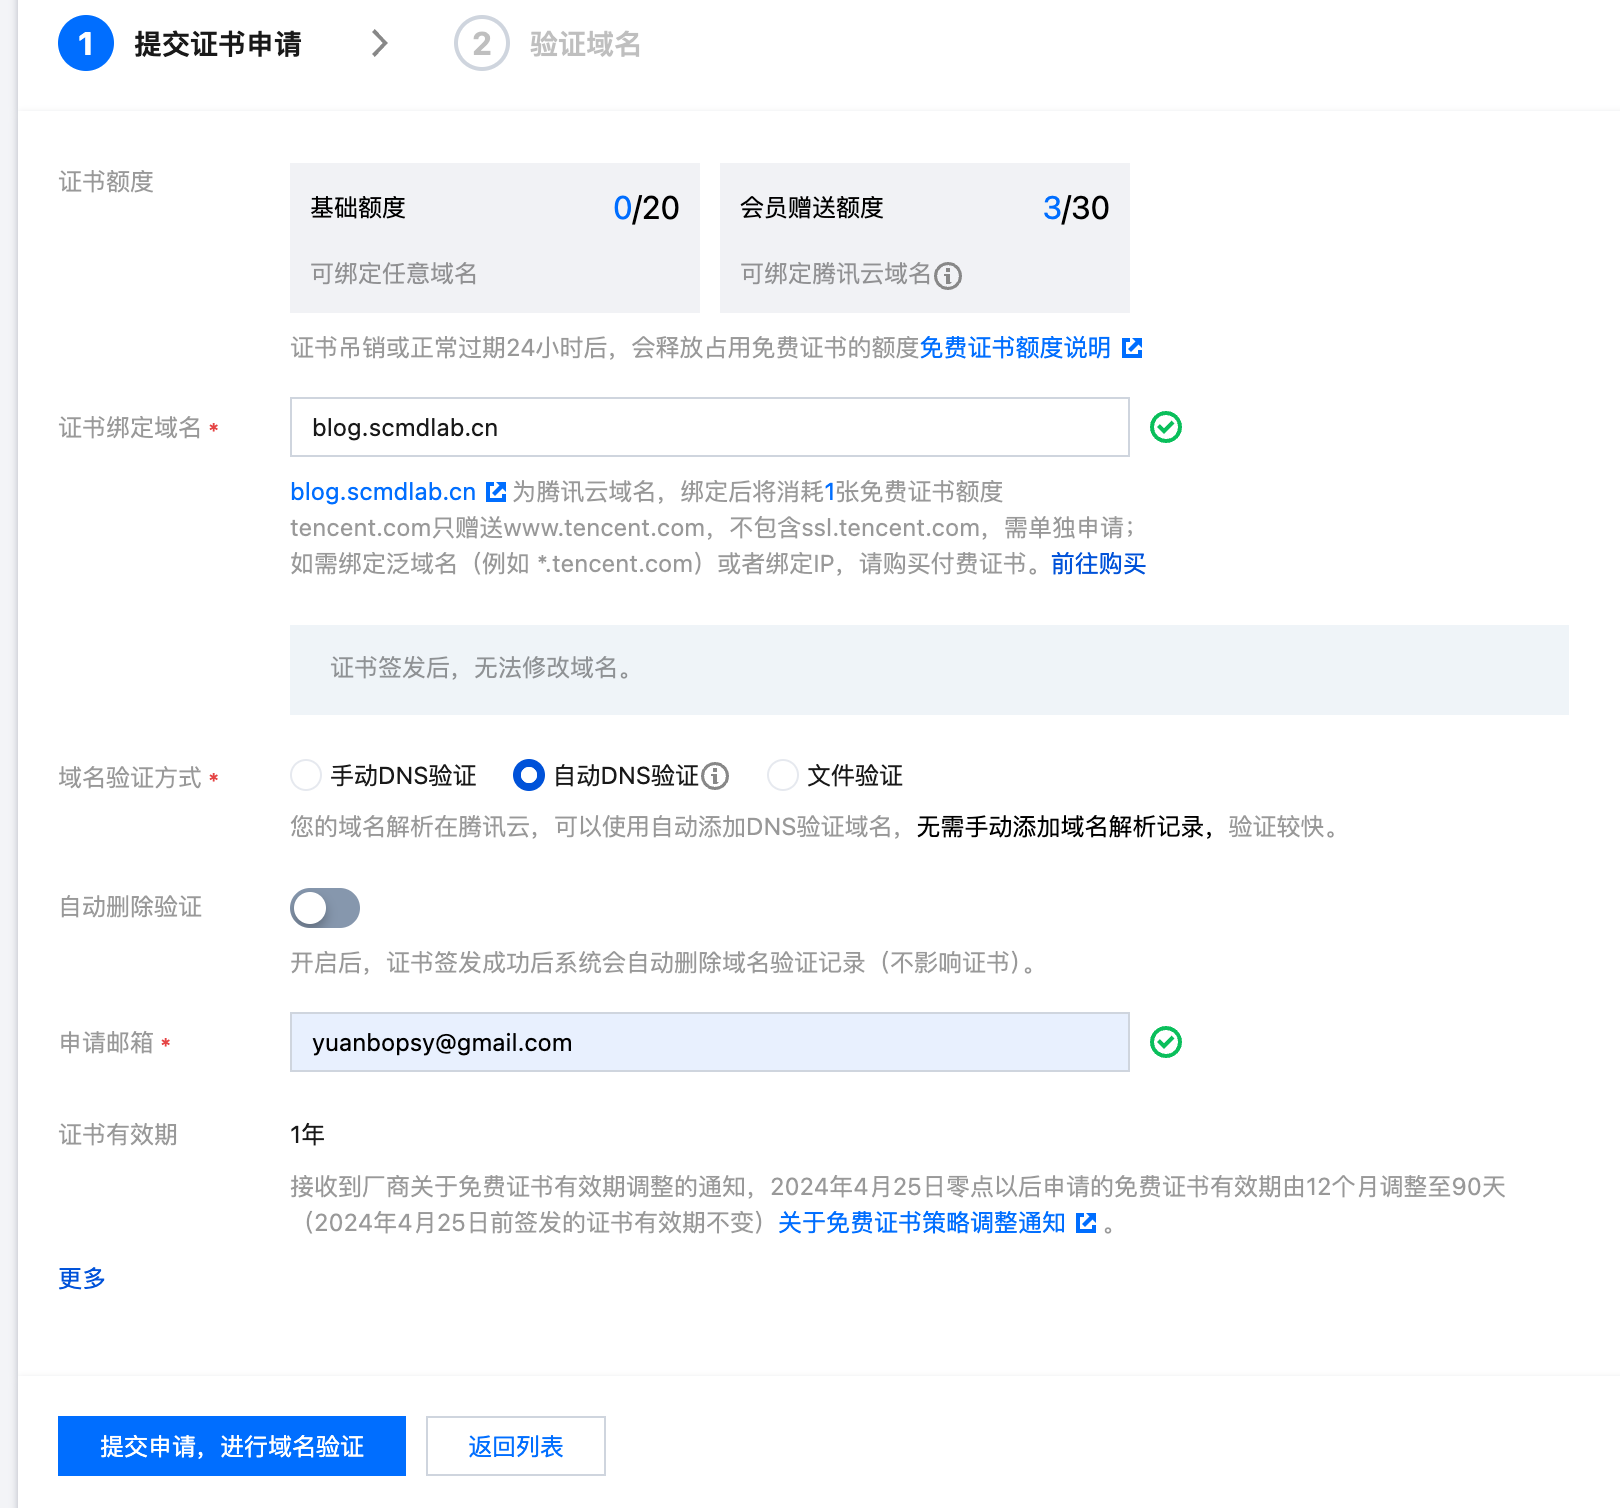 1 提交证书申请 2 验证域名
证书额度
基础额度 0/20
可绑定任意域名
会员赠送额度 3/30
可绑定腾讯云域名
证书吊销或正常过期24小时后，会释放占用免费证书的额度免费证书额度说明
证书绑定域名 *
blog.scmdlab.cn
blog.scmdlab.cn 为腾讯云域名，绑定后将消耗1张免费证书额度
tencent.com只赠送www.tencent.com，不包含ssl.tencent.com，需单独申请；
如需绑定泛域名（例如 *.tencent.com）或者绑定IP，请购买付费证书。前往购买
证书签发后，无法修改域名。
域名验证方式 *
手动DNS验证 自动DNS验证 文件验证
您的域名解析在腾讯云，可以使用自动添加DNS验证域名，无需手动添加域名解析记录，验证较快。
自动删除验证
开启后，证书签发成功后系统会自动删除域名验证记录（不影响证书）。
申请邮箱 *
yuanbopsy@gmail.com
证书有效期
1年
接收到厂商关于免费证书有效期调整的通知，2024年4月25日零点以后申请的免费证书有效期由12个月调整至90天
（2024年4月25日前签发的证书有效期不变）关于免费证书策略调整通知 。
更多
提交申请，进行域名验证 返回列表